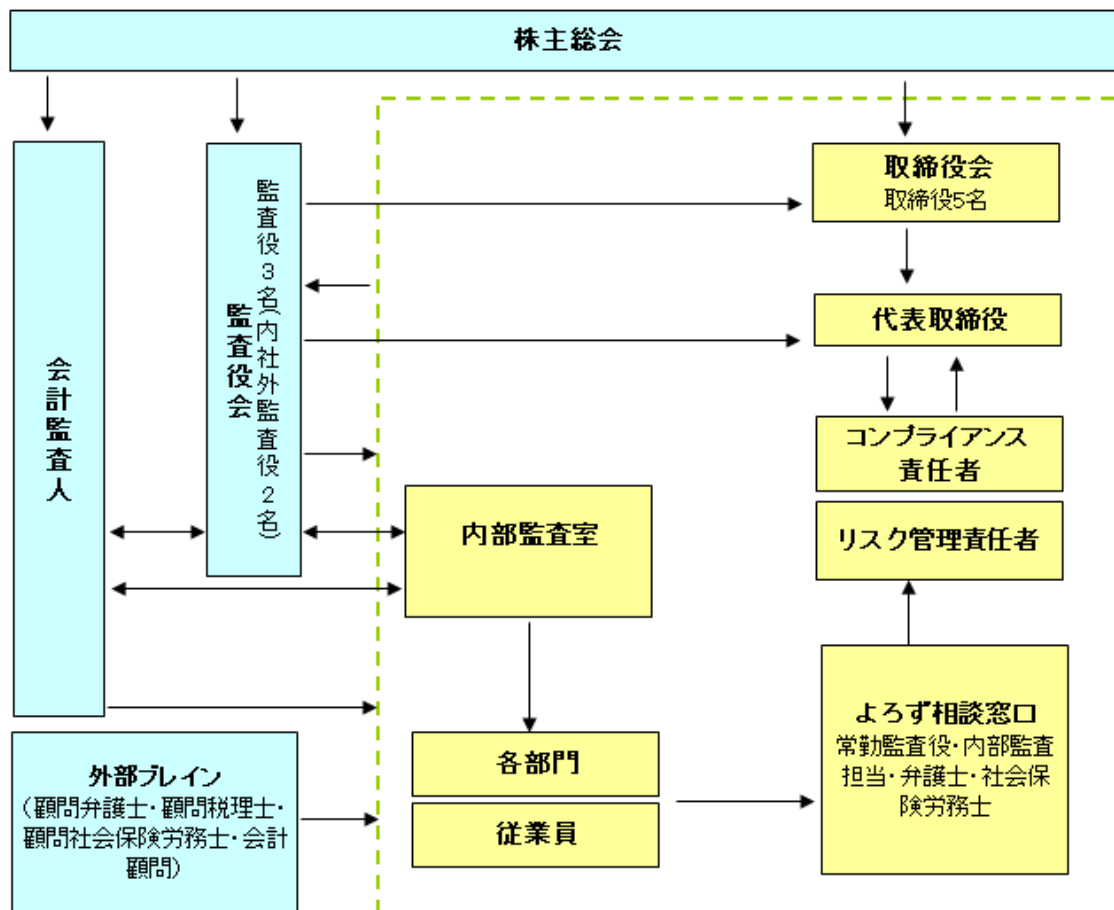 株主総会
会計監査人
監査役会
監査役3名(内社外監査役2名)
取締役会
取締役5名
代表取締役
コンプライアンス
責任者
リスク管理責任者
内部監査室
よろず相談窓口
常勤監査役・内部監査
担当・弁護士・社会保
険労務士
各部門
従業員
外部ブレイン
(顧問弁護士・顧問税理士・
顧問社会保険労務士・会計
顧問)